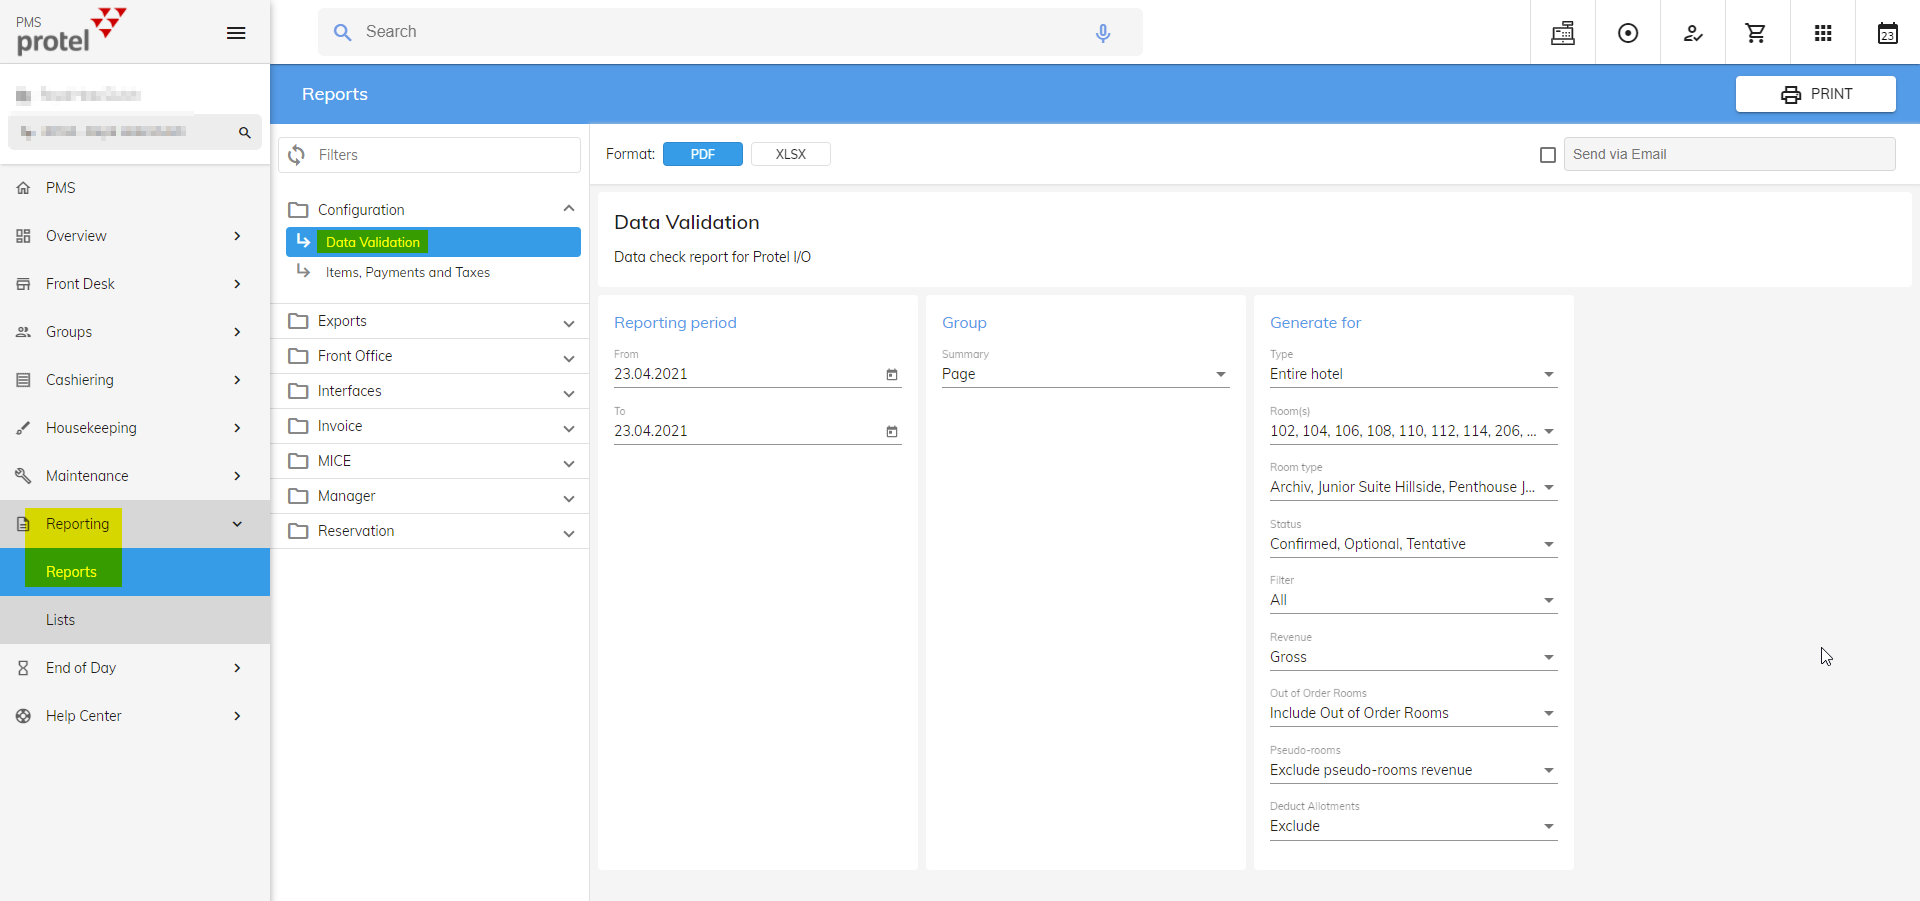 PMS
protel
Search
23
Reports
PRINT
PMS
Overview
Front Desk
Groups
Cashiering
Housekeeping
Maintenance
Reporting
Reports
Lists
End of Day
Help Center
Filters
Configuration
Data Validation
Items, Payments and Taxes
Exports
Front Office
Interfaces
Invoice
MICE
Manager
Reservation
Format:
PDF
XLSX
Send via Email
Data Validation
Data check report for Protel I/O
Reporting period
From
23.04.2021
To
23.04.2021
Group
Summary
Page
Generate for
Type
Entire hotel
Room(s)
102, 104, 106, 108, 110, 112, 114, 206, ...
Room type
Archiv, Junior Suite Hillside, Penthouse J...
Status
Confirmed, Optional, Tentative
Filter
All
Revenue
Gross
Out of Order Rooms
Include Out of Order Rooms
Pseudo-rooms
Exclude pseudo-rooms revenue
Deduct Allotments
Exclude